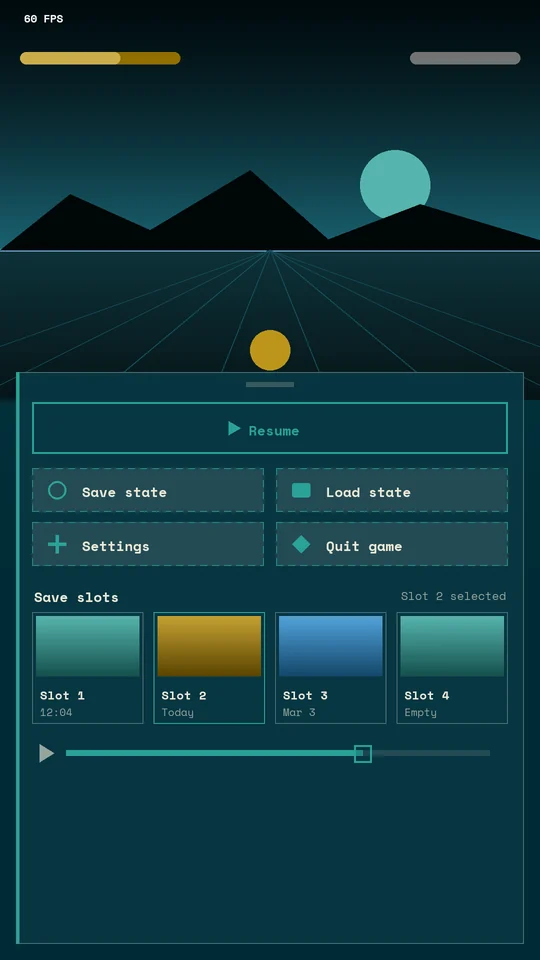 60 FPS
Resume
Save state
Load state
Settings
Quit game
Save slots
Slot 2 selected
Slot 1
12:04
Slot 2
Today
Slot 3
Mar 3
Slot 4
Empty